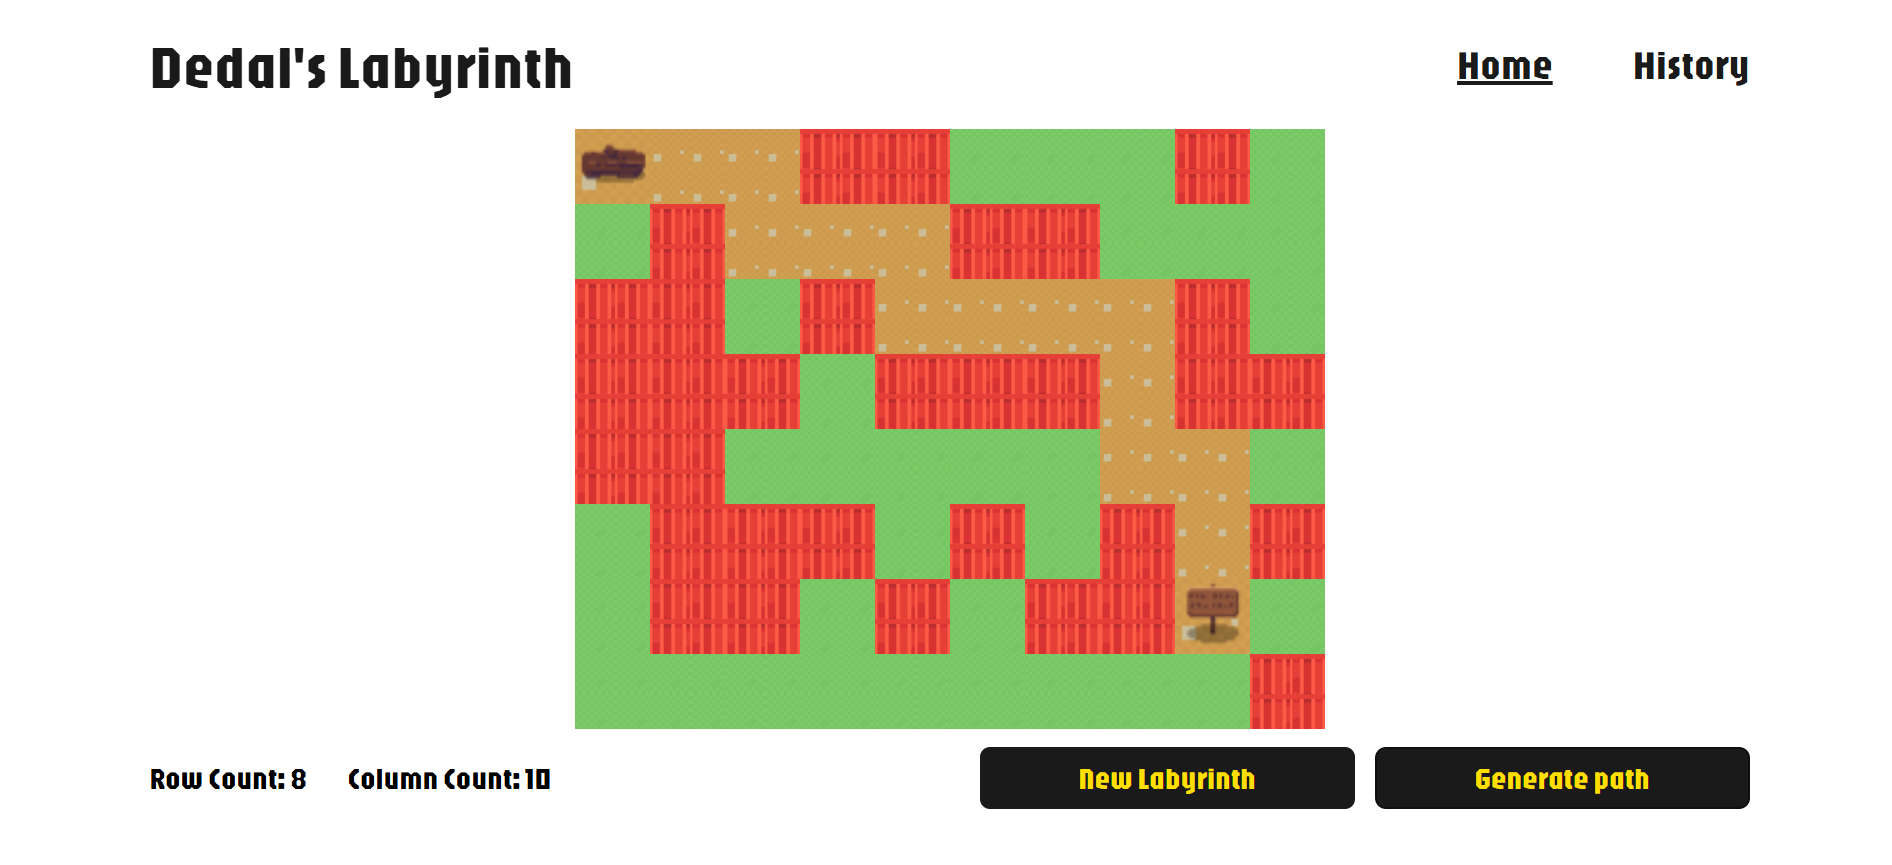 Dedal's Labyrinth
Home
History
Row Count: 8
Column Count: 10
New Labyrinth
Generate path